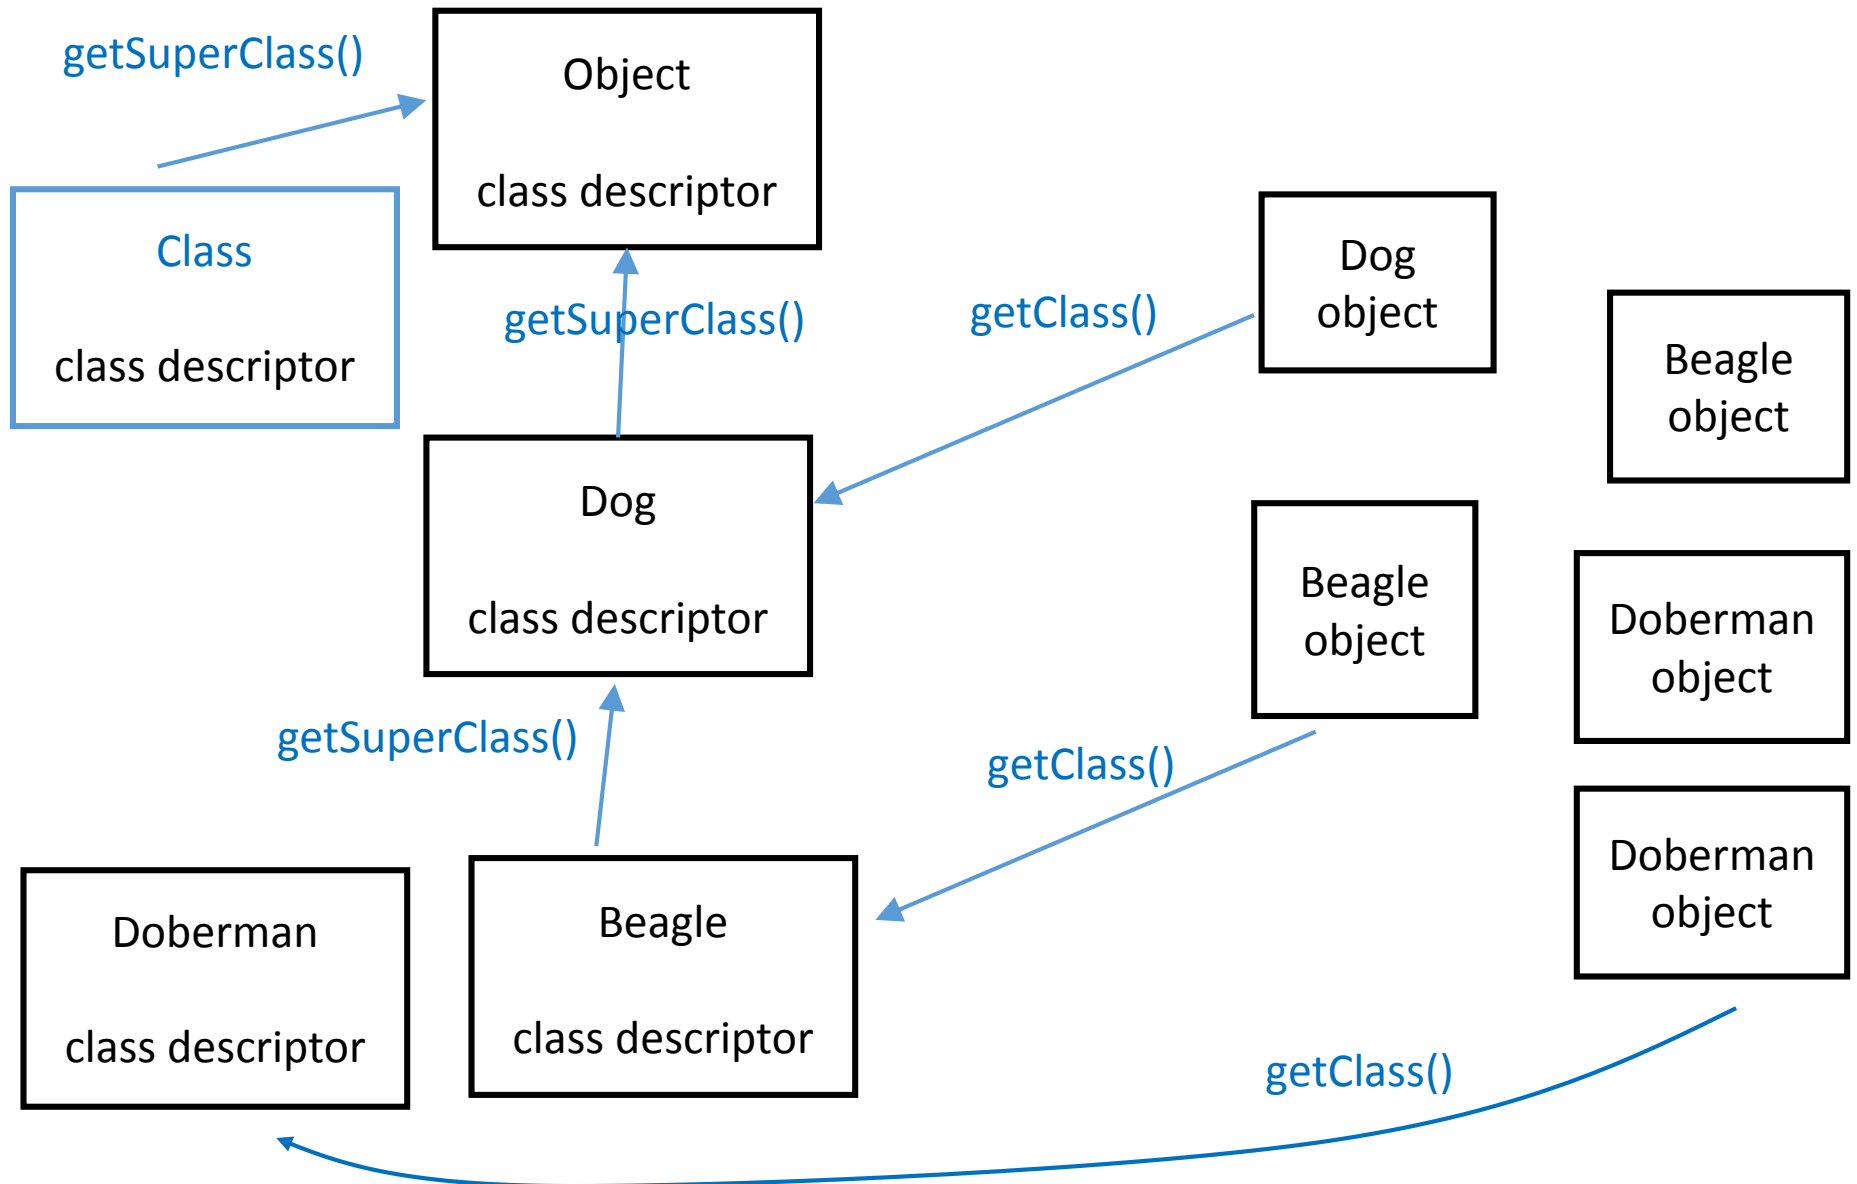 getSuperClass()
Object
class descriptor
Class
class descriptor
getSuperClass()
getClass()
Dog
object
Beagle
object
Dog
class descriptor
Beagle
object
Doberman
object
getSuperClass()
getClass()
Doberman
object
Doberman
class descriptor
Beagle
class descriptor
getClass()